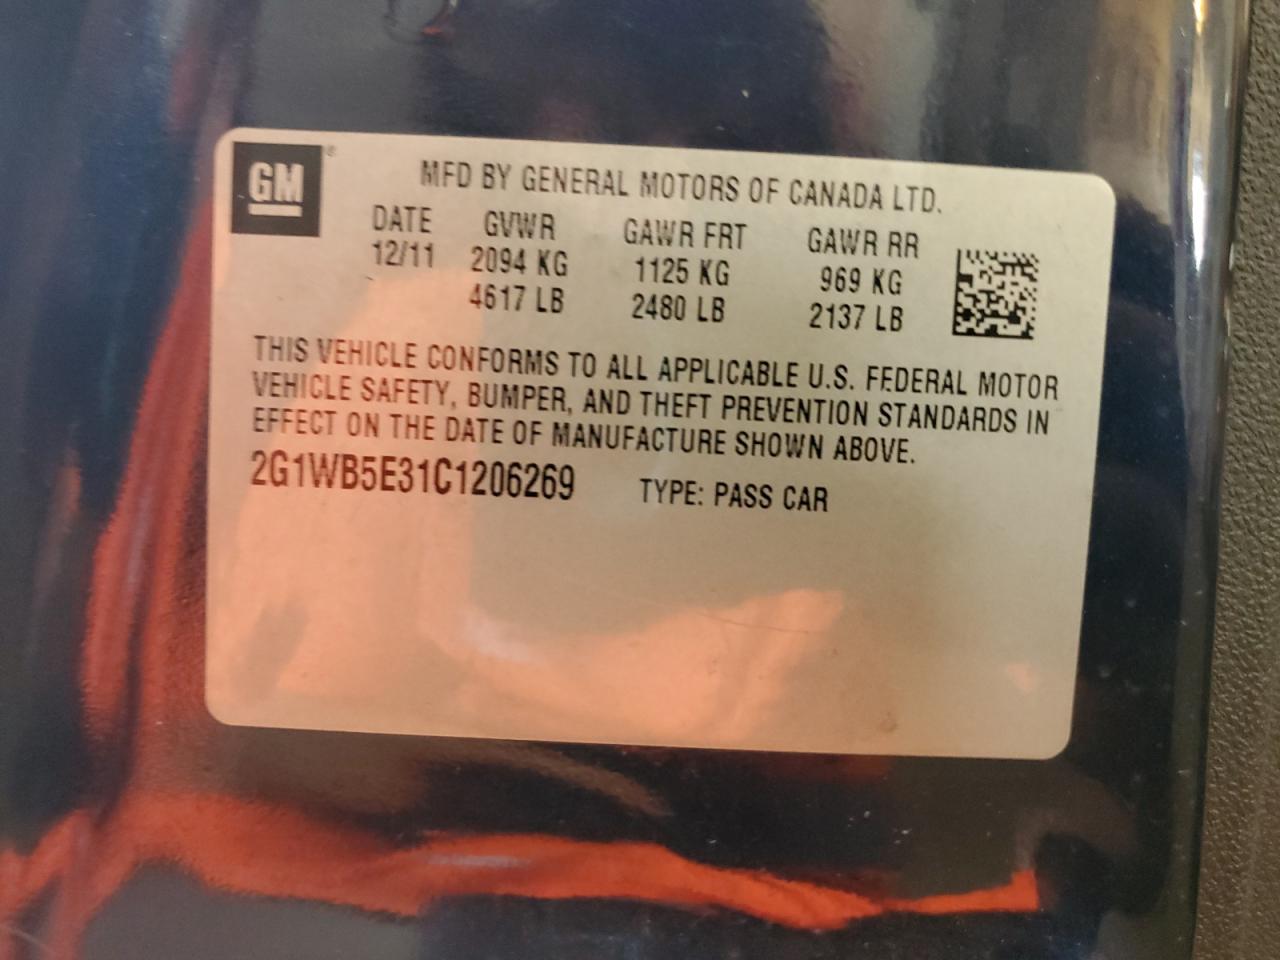 GM®
MFD BY GENERAL MOTORS OF CANADA LTD.
DATE GVWR GAWR FRT GAWR RR
12/11 2094 KG 1125 KG 969 KG
4617 LB 2480 LB 2137 LB
THIS VEHICLE CONFORMS TO ALL APPLICABLE U.S. FEDERAL MOTOR
VEHICLE SAFETY, BUMPER, AND THEFT PREVENTION STANDARDS IN
EFFECT ON THE DATE OF MANUFACTURE SHOWN ABOVE.
2G1WB5E31C1206269 TYPE: PASS CAR